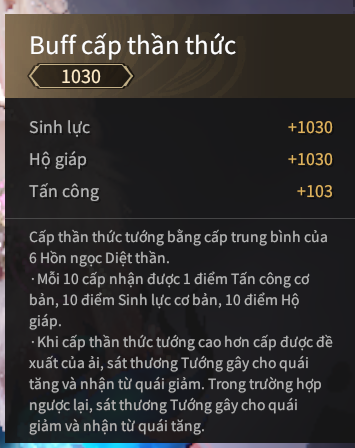 Buff cấp thần thức
1030
Sinh lực +1030
Hộ giáp +1030
Tấn công +103
Cấp thần thức tướng bằng cấp trung bình của
6 Hồn ngọc Diệt thần.
·Mỗi 10 cấp nhận được 1 điểm Tấn công cơ
bản, 10 điểm Sinh lực cơ bản, 10 điểm Hộ
giáp.
·Khi cấp thần thức tướng cao hơn cấp được đề
xuất của ải, sát thương Tướng gây cho quái
tăng và nhận từ quái giảm. Trong trường hợp
ngược lại, sát thương Tướng gây cho quái
giảm và nhận từ quái tăng.